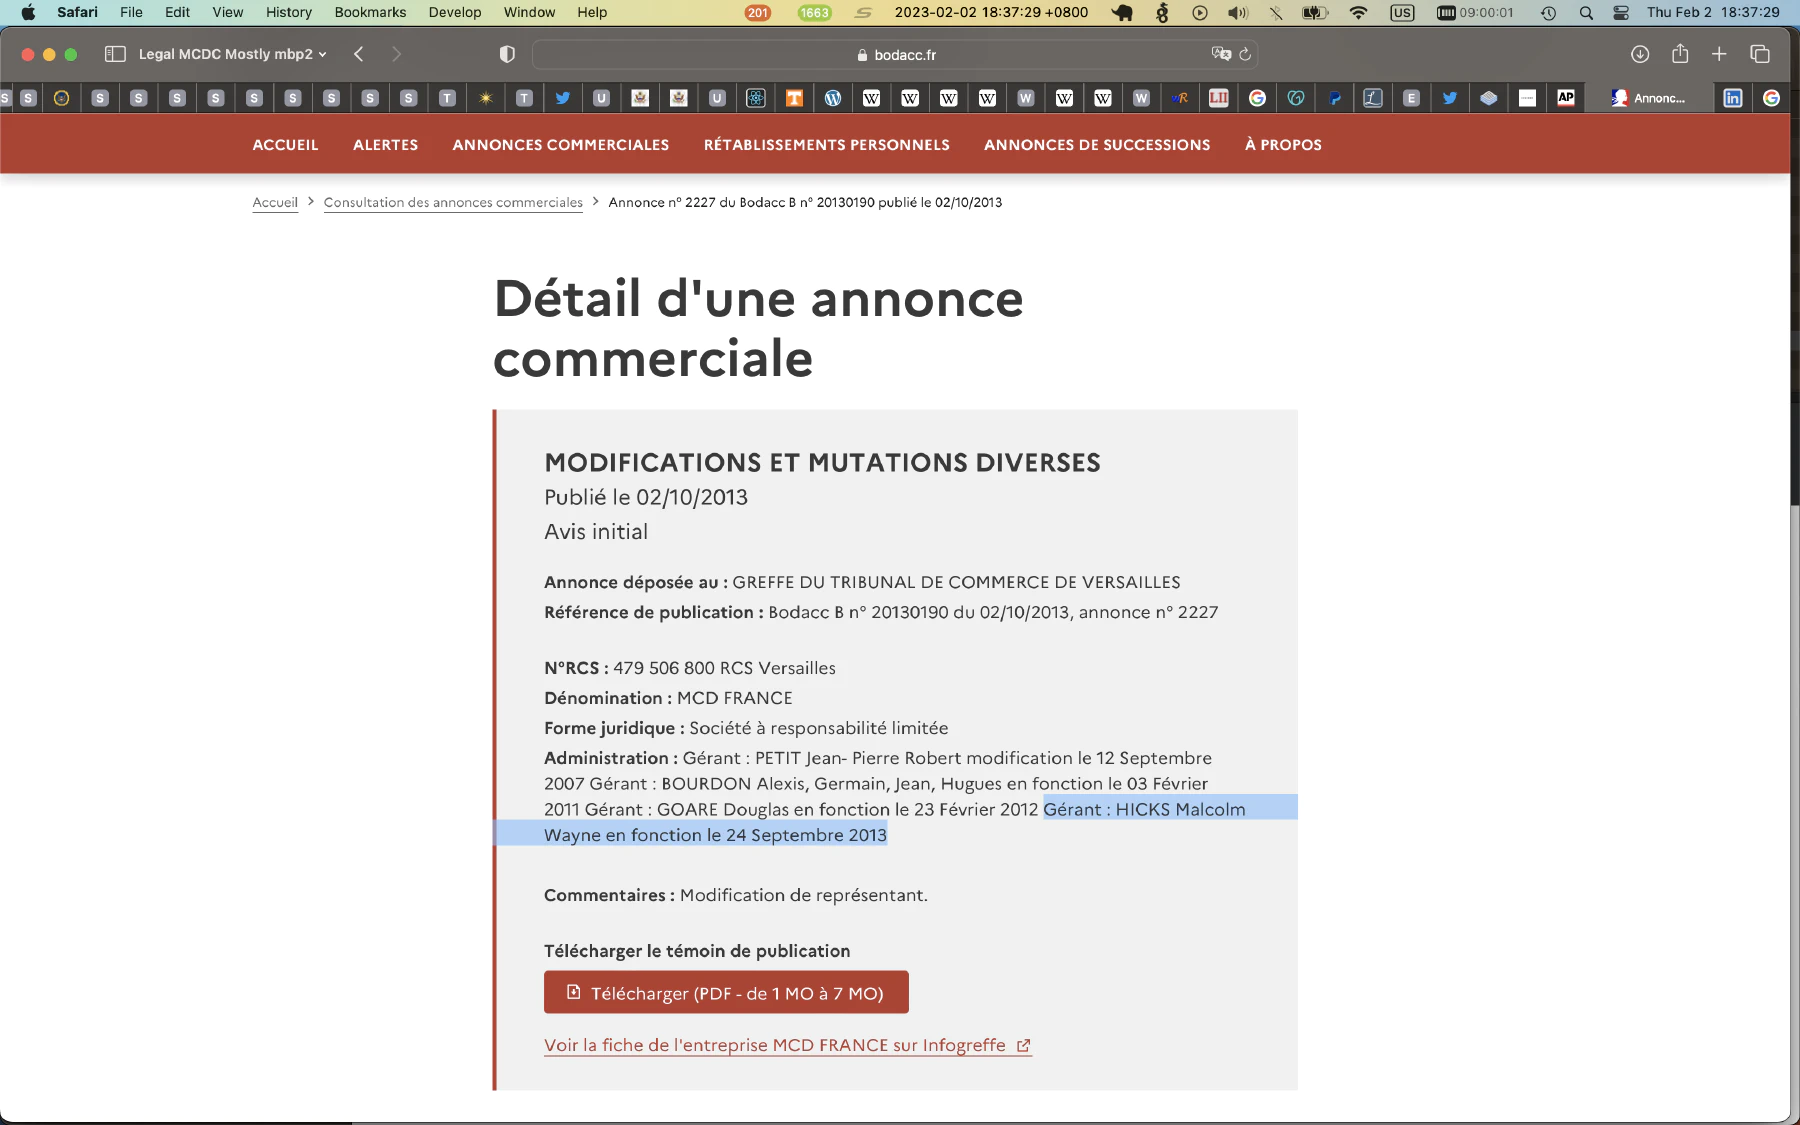 Safari File Edit View History Bookmarks Develop Window Help 201 1663 2023-02-02 18:37:29 +0800 US 09:00:01 Thu Feb 2 18:37:29
Legal MCDC Mostly mbp2 bodacc.fr
S S S S S S S S S S T T U U W W W W W W W W R LII G P L E AP Annonc... in G
ACCUEIL ALERTES ANNONCES COMMERCIALES RÉTABLISSEMENTS PERSONNELS ANNONCES DE SUCCESSIONS À PROPOS
Accueil > Consultation des annonces commerciales > Annonce n° 2227 du Bodacc B n° 20130190 publié le 02/10/2013
Détail d'une annonce
commerciale
MODIFICATIONS ET MUTATIONS DIVERSES
Publié le 02/10/2013
Avis initial
Annonce déposée au : GREFFE DU TRIBUNAL DE COMMERCE DE VERSAILLES
Référence de publication : Bodacc B n° 20130190 du 02/10/2013, annonce n° 2227
N°RCS : 479 506 800 RCS Versailles
Dénomination : MCD FRANCE
Forme juridique : Société à responsabilité limitée
Administration : Gérant : PETIT Jean- Pierre Robert modification le 12 Septembre
2007 Gérant : BOURDON Alexis, Germain, Jean, Hugues en fonction le 03 Février
2011 Gérant : GOARE Douglas en fonction le 23 Février 2012 Gérant : HICKS Malcolm
Wayne en fonction le 24 Septembre 2013
Commentaires : Modification de représentant.
Télécharger le témoin de publication
Télécharger (PDF - de 1 MO à 7 MO)
Voir la fiche de l'entreprise MCD FRANCE sur Infogreffe